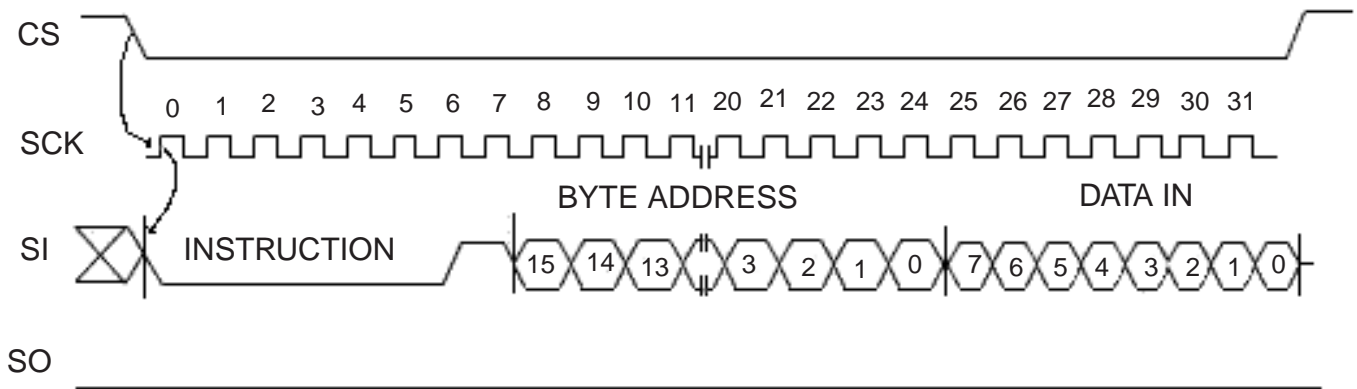 CS
0 1 2 3 4 5 6 7 8 9 10 11 20 21 22 23 24 25 26 27 28 29 30 31
SCK
BYTE ADDRESS DATA IN
SI INSTRUCTION 15 14 13 3 2 1 0 7 6 5 4 3 2 1 0
SO